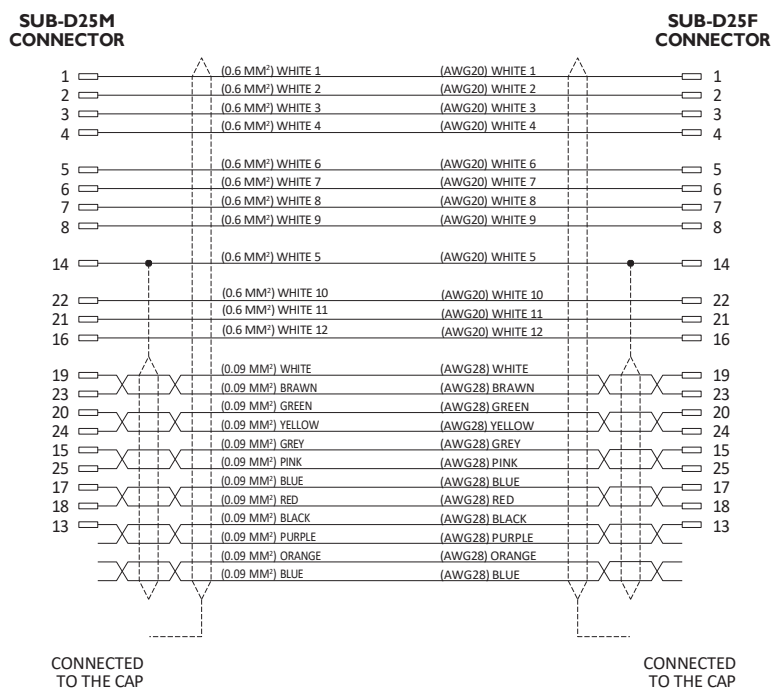 SUB-D25M
CONNECTOR
SUB-D25F
CONNECTOR
1 (0.6 MM²) WHITE 1 (AWG20) WHITE 1 1
2 (0.6 MM²) WHITE 2 (AWG20) WHITE 2 2
3 (0.6 MM²) WHITE 3 (AWG20) WHITE 3 3
4 (0.6 MM²) WHITE 4 (AWG20) WHITE 4 4
5 (0.6 MM²) WHITE 6 (AWG20) WHITE 6 5
6 (0.6 MM²) WHITE 7 (AWG20) WHITE 7 6
7 (0.6 MM²) WHITE 8 (AWG20) WHITE 8 7
8 (0.6 MM²) WHITE 9 (AWG20) WHITE 9 8
14 (0.6 MM²) WHITE 5 (AWG20) WHITE 5 14
22 (0.6 MM²) WHITE 10 (AWG20) WHITE 10 22
21 (0.6 MM²) WHITE 11 (AWG20) WHITE 11 21
16 (0.6 MM²) WHITE 12 (AWG20) WHITE 12 16
19 (0.09 MM²) WHITE (AWG28) WHITE 19
23 (0.09 MM²) BRAWN (AWG28) BRAWN 23
20 (0.09 MM²) GREEN (AWG28) GREEN 20
24 (0.09 MM²) YELLOW (AWG28) YELLOW 24
15 (0.09 MM²) GREY (AWG28) GREY 15
25 (0.09 MM²) PINK (AWG28) PINK 25
17 (0.09 MM²) BLUE (AWG28) BLUE 17
18 (0.09 MM²) RED (AWG28) RED 18
13 (0.09 MM²) BLACK (AWG28) BLACK 13
(0.09 MM²) PURPLE (AWG28) PURPLE
(0.09 MM²) ORANGE (AWG28) ORANGE
(0.09 MM²) BLUE (AWG28) BLUE
CONNECTED
TO THE CAP
CONNECTED
TO THE CAP